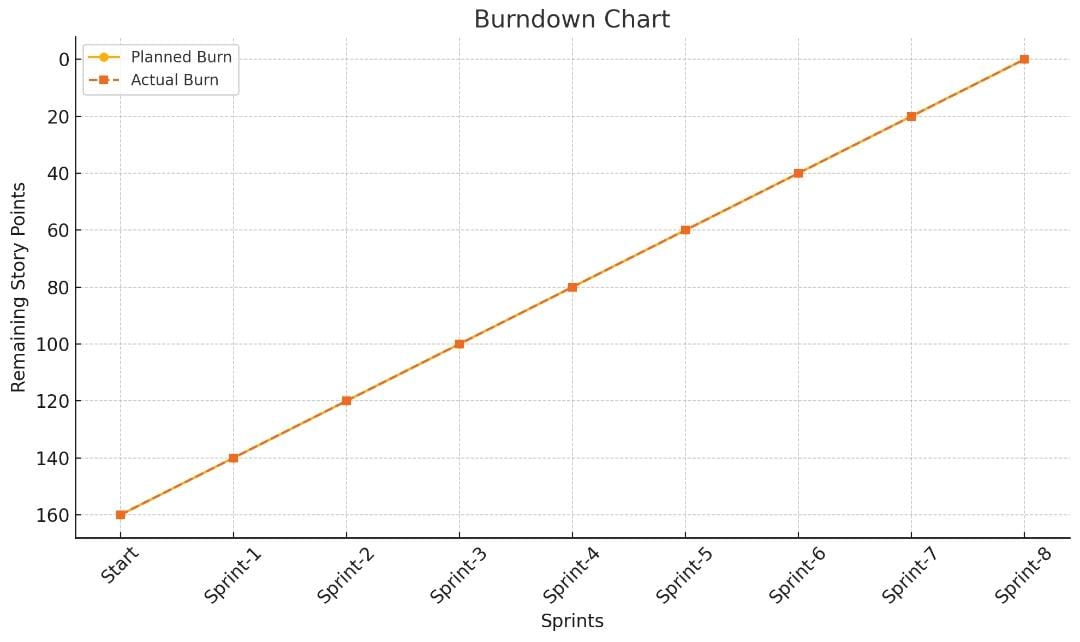 Burndown Chart
Planned Burn
Actual Burn
0
20
40
60
80
100
120
140
160
Remaining Story Points
Start
Sprint-1
Sprint-2
Sprint-3
Sprint-4
Sprint-5
Sprint-6
Sprint-7
Sprint-8
Sprints